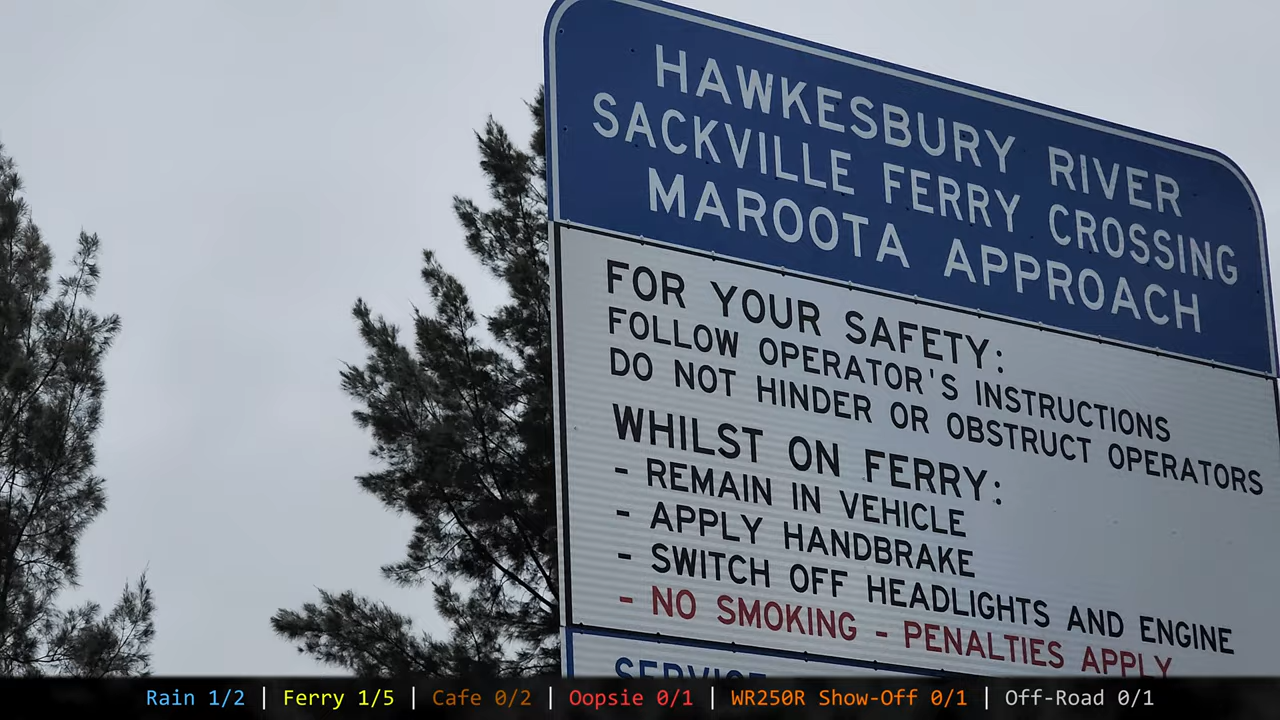 HAWKESBURY RIVER
SACKVILLE FERRY CROSSING
MAROOTA APPROACH
FOR YOUR SAFETY:
FOLLOW OPERATOR'S INSTRUCTIONS
DO NOT HINDER OR OBSTRUCT OPERATORS
WHILST ON FERRY:
- REMAIN IN VEHICLE
- APPLY HANDBRAKE
- SWITCH OFF HEADLIGHTS AND ENGINE
- NO SMOKING - PENALTIES APPLY
SERVICE
Rain 1/2 | Ferry 1/5 | Cafe 0/2 | Oopsie 0/1 | WR250R Show-Off 0/1 | Off-Road 0/1